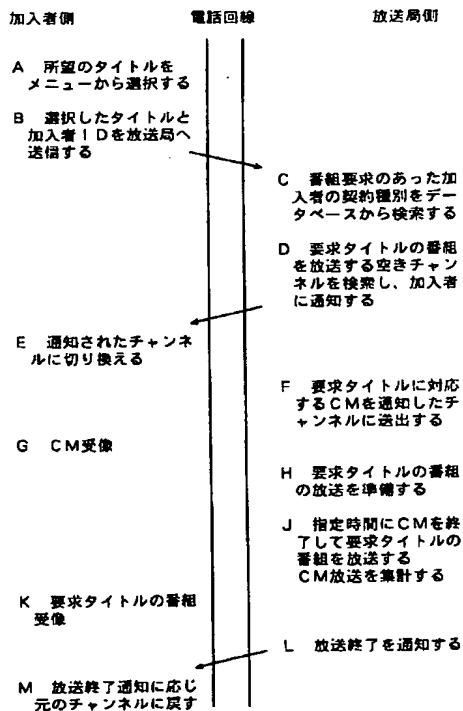 加入者側
電話回線
放送局側
A 所望のタイトルを
メニューから選択する
B 選択したタイトルと
加入者IDを放送局へ
送信する
C 番組要求のあった加
入者の契約種別をデー
タベースから検索する
D 要求タイトルの番組
を放送する空きチャン
ネルを検索し、加入者
に通知する
E 通知されたチャンネ
ルに切り換える
F 要求タイトルに対応
するCMを通知したチ
ャンネルに送出する
G CM受像
H 要求タイトルの番組
の放送を準備する
J 指定時間にCMを終
了して要求タイトルの
番組を放送する
CM放送を集計する
K 要求タイトルの番組
受像
L 放送終了を通知する
M 放送終了通知に応じ
元のチャンネルに戻す